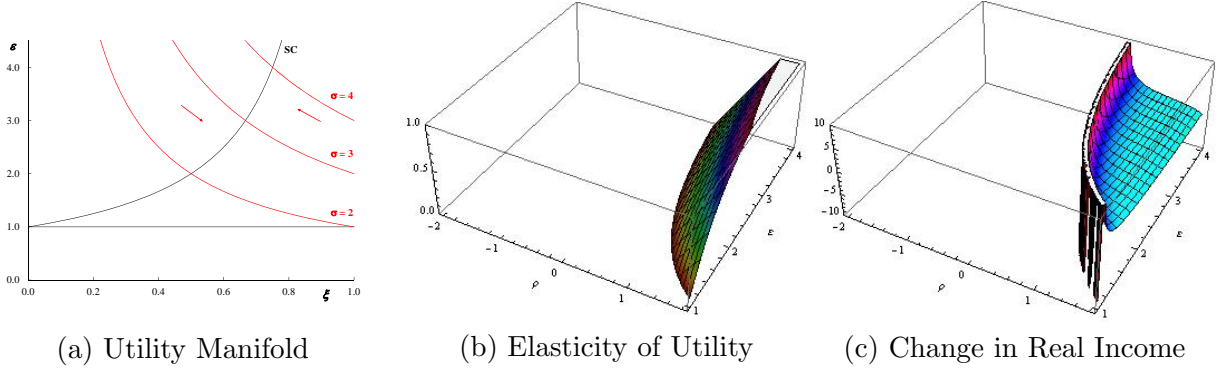 ε
4.0
3.0
2.0
1.0
0.0
0.0 0.2 0.4 0.6 0.8 1.0
ξ
SC
σ = 4
σ = 3
σ = 2
1.0
0.5
0.0
−2
−1
0
1
ρ
1
2
3
4
ε
10
5
0
−5
−10
−2
−1
0
1
ρ
1
2
3
4
ε
(a) Utility Manifold
(b) Elasticity of Utility
(c) Change in Real Income